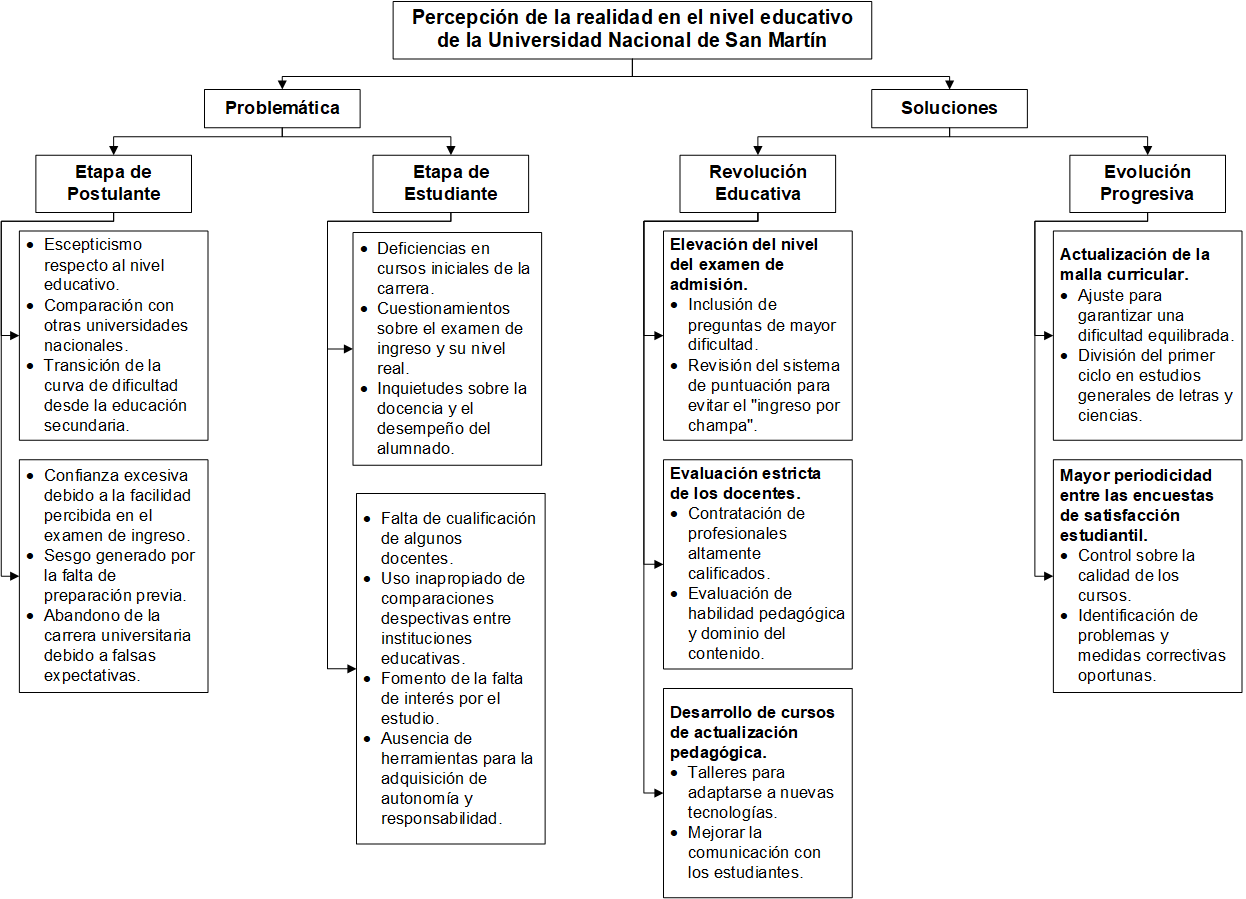 Percepción de la realidad en el nivel educativo
de la Universidad Nacional de San Martín
Problemática
Soluciones
Etapa de
Postulante
Etapa de
Estudiante
Revolución
Educativa
Evolución
Progresiva
• Escepticismo
respecto al nivel
educativo.
• Comparación con
otras universidades
nacionales.
• Transición de la
curva de dificultad
desde la educación
secundaria.
• Confianza excesiva
debido a la facilidad
percibida en el
examen de ingreso.
• Sesgo generado por
la falta de
preparación previa.
• Abandono de la
carrera universitaria
debido a falsas
expectativas.
• Deficiencias en
cursos iniciales de la
carrera.
• Cuestionamientos
sobre el examen de
ingreso y su nivel
real.
• Inquietudes sobre la
docencia y el
desempeño del
alumnado.
• Falta de cualificación
de algunos
docentes.
• Uso inapropiado de
comparaciones
despectivas entre
instituciones
educativas.
• Fomento de la falta
de interés por el
estudio.
• Ausencia de
herramientas para la
adquisición de
autonomía y
responsabilidad.
Elevación del nivel
del examen de
admisión.
• Inclusión de
preguntas de mayor
dificultad.
• Revisión del sistema
de puntuación para
evitar el "ingreso por
champa".
Evaluación estricta
de los docentes.
• Contratación de
profesionales
altamente
calificados.
• Evaluación de
habilidad pedagógica
y dominio del
contenido.
Desarrollo de cursos
de actualización
pedagógica.
• Talleres para
adaptarse a nuevas
tecnologías.
• Mejorar la
comunicación con
los estudiantes.
Actualización de la
malla curricular.
• Ajuste para
garantizar una
dificultad equilibrada.
• División del primer
ciclo en estudios
generales de letras y
ciencias.
Mayor periodicidad
entre las encuestas
de satisfacción
estudiantil.
• Control sobre la
calidad de los
cursos.
• Identificación de
problemas y
medidas correctivas
oportunas.